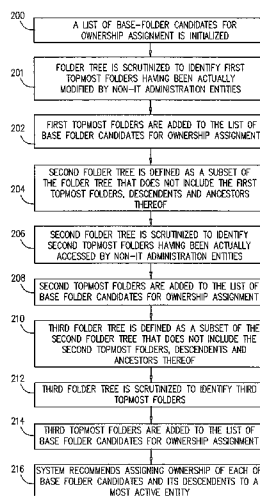 200
A LIST OF BASE-FOLDER CANDIDATES FOR
OWNERSHIP ASSIGNMENT IS INITIALIZED
201
FOLDER TREE IS SCRUTINIZED TO IDENTIFY FIRST
TOPMOST FOLDERS HAVING BEEN ACTUALLY
MODIFIED BY NON-IT ADMINISTRATION ENTITIES
202
FIRST TOPMOST FOLDERS ARE ADDED TO THE LIST OF
BASE FOLDER CANDIDATES FOR OWNERSHIP ASSIGNMENT
204
SECOND FOLDER TREE IS DEFINED AS A SUBSET OF
THE FOLDER TREE THAT DOES NOT INCLUDE THE FIRST
TOPMOST FOLDERS, DESCENDENTS AND ANCESTORS
THEREOF
206
SECOND FOLDER TREE IS SCRUTINIZED TO IDENTIFY
SECOND TOPMOST FOLDERS HAVING BEEN ACTUALLY
ACCESSED BY NON-IT ADMINISTRATION ENTITIES
208
SECOND TOPMOST FOLDERS ARE ADDED TO THE LIST OF
BASE FOLDER CANDIDATES FOR OWNERSHIP ASSIGNMENT
210
THIRD FOLDER TREE IS DEFINED AS A SUBSET OF THE
SECOND FOLDER TREE THAT DOES NOT INCLUDE THE
SECOND TOPMOST FOLDERS, DESCENDENTS AND
ANCESTORS THEREOF
212
THIRD FOLDER TREE IS SCRUTINIZED TO IDENTIFY THIRD
TOPMOST FOLDERS
214
THIRD TOPMOST FOLDERS ARE ADDED TO THE LIST OF
BASE FOLDER CANDIDATES FOR OWNERSHIP ASSIGNMENT
216
SYSTEM RECOMMENDS ASSIGNING OWNERSHIP OF EACH OF
BASE FOLDER CANDIDATES AND ITS DESCENDENTS TO A
MOST ACTIVE ENTITY